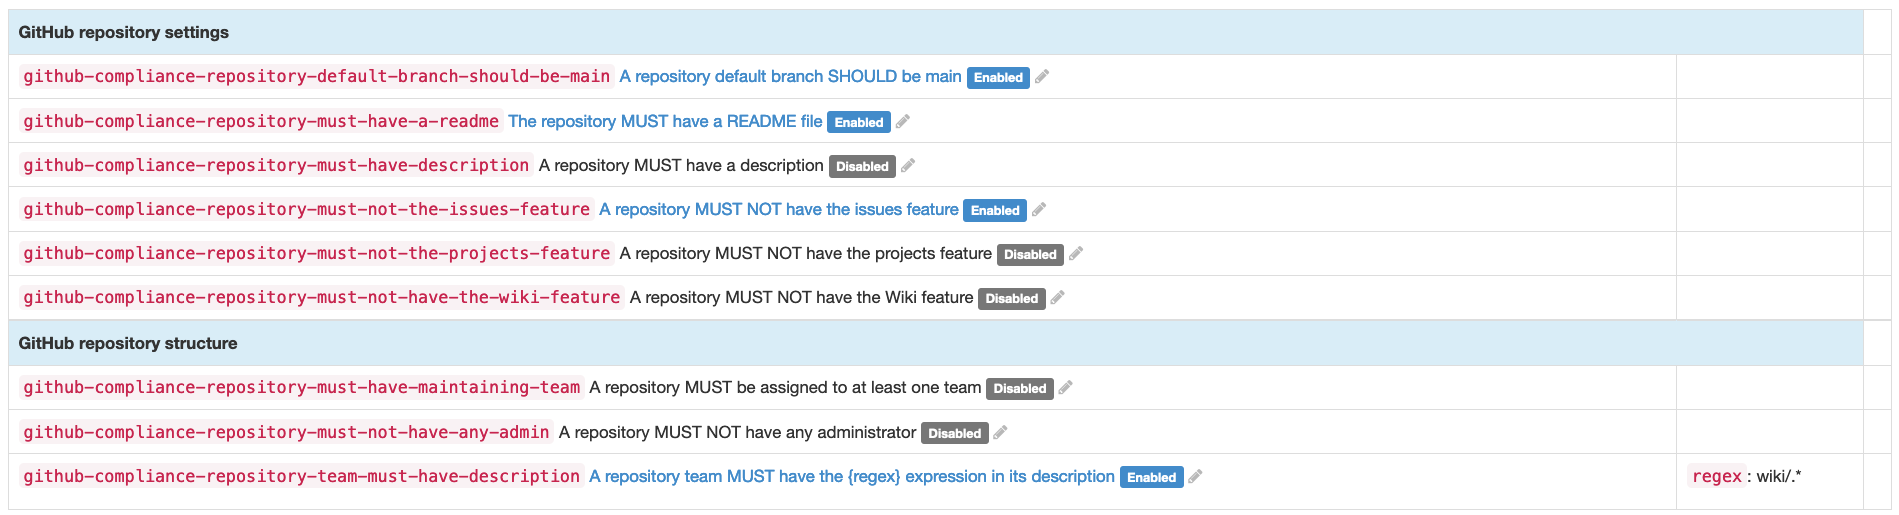 GitHub repository settings
github-compliance-repository-default-branch-should-be-main A repository default branch SHOULD be main Enabled
github-compliance-repository-must-have-a-readme The repository MUST have a README file Enabled
github-compliance-repository-must-have-description A repository MUST have a description Disabled
github-compliance-repository-must-not-the-issues-feature A repository MUST NOT have the issues feature Enabled
github-compliance-repository-must-not-the-projects-feature A repository MUST NOT have the projects feature Disabled
github-compliance-repository-must-not-have-the-wiki-feature A repository MUST NOT have the Wiki feature Disabled
GitHub repository structure
github-compliance-repository-must-have-maintaining-team A repository MUST be assigned to at least one team Disabled
github-compliance-repository-must-not-have-any-admin A repository MUST NOT have any administrator Disabled
github-compliance-repository-team-must-have-description A repository team MUST have the {regex} expression in its description Enabled regex: wiki/.*